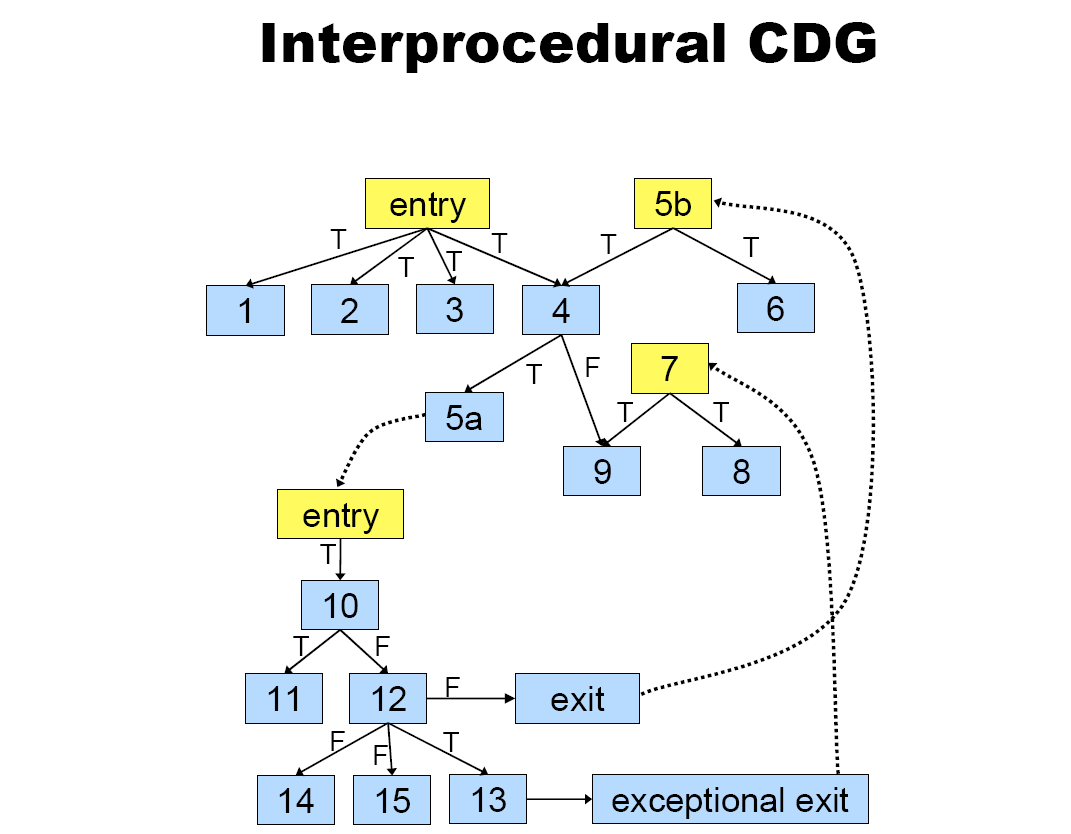 Interprocedural CDG
entry
5b
T
T
T
T
T
T
1
2
3
4
6
T
F
7
5a
T
T
9
8
entry
T
10
T
F
11
12
F
exit
F
F
T
14
15
13
exceptional exit